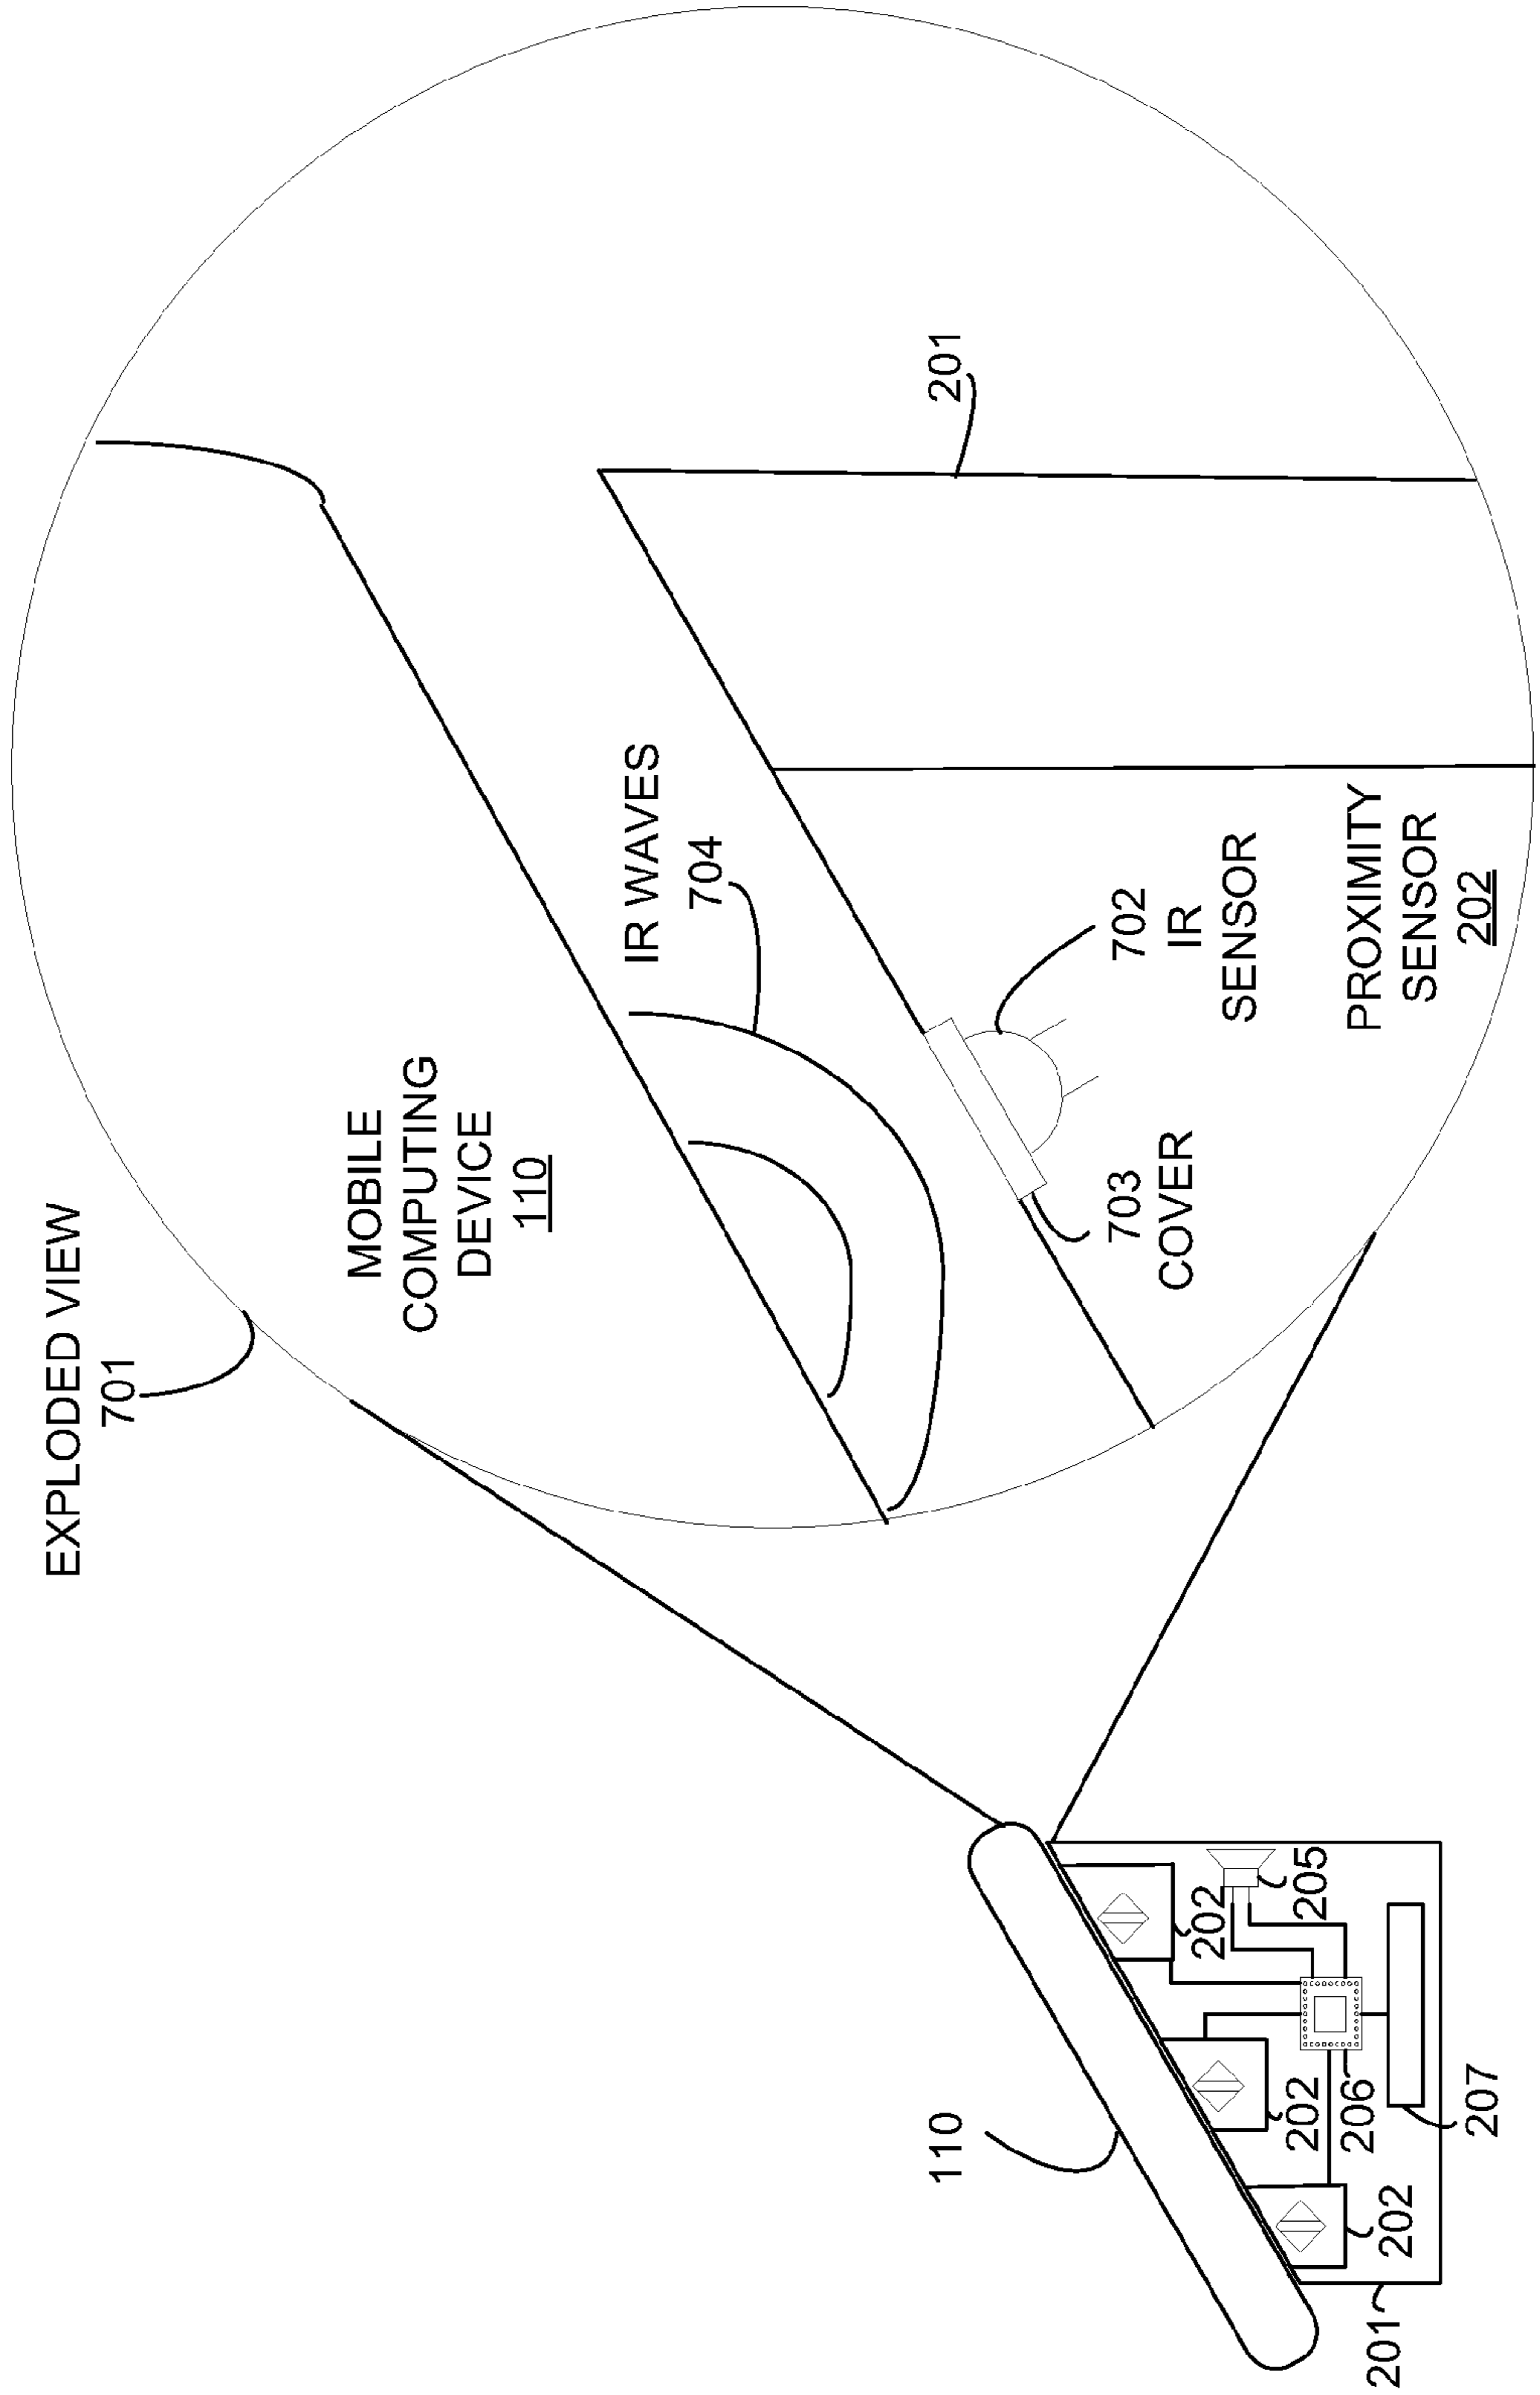 EXPLODED VIEW
701
MOBILE
COMPUTING
DEVICE
110
IR WAVES
704
201
702
IR
SENSOR
703
COVER
PROXIMITY
SENSOR
202
110
202
205
202
206
202
201
207